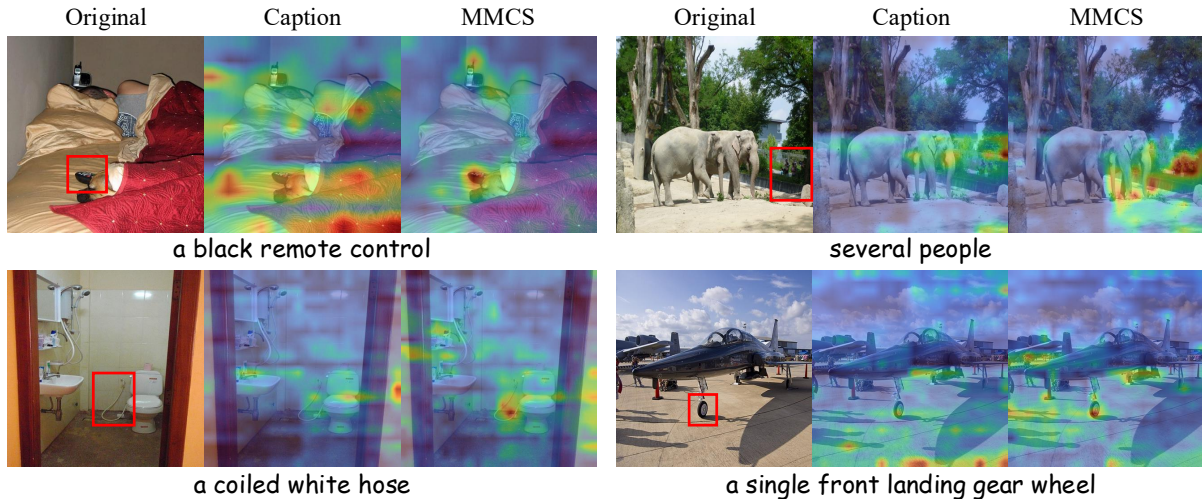 Original Caption MMCS Original Caption MMCS
a black remote control several people
a coiled white hose a single front landing gear wheel